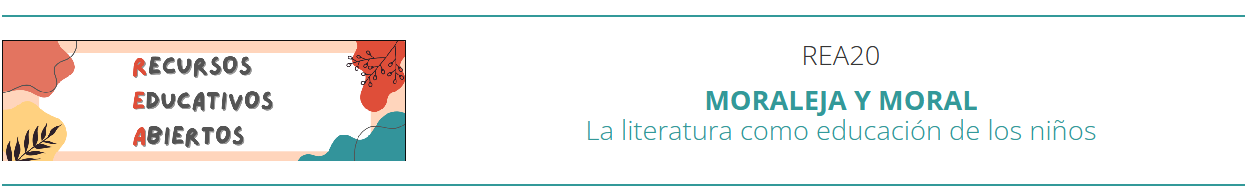 RECURSOS
EDUCATIVOS
ABIERTOS
REA20
MORALEJA Y MORAL
La literatura como educación de los niños